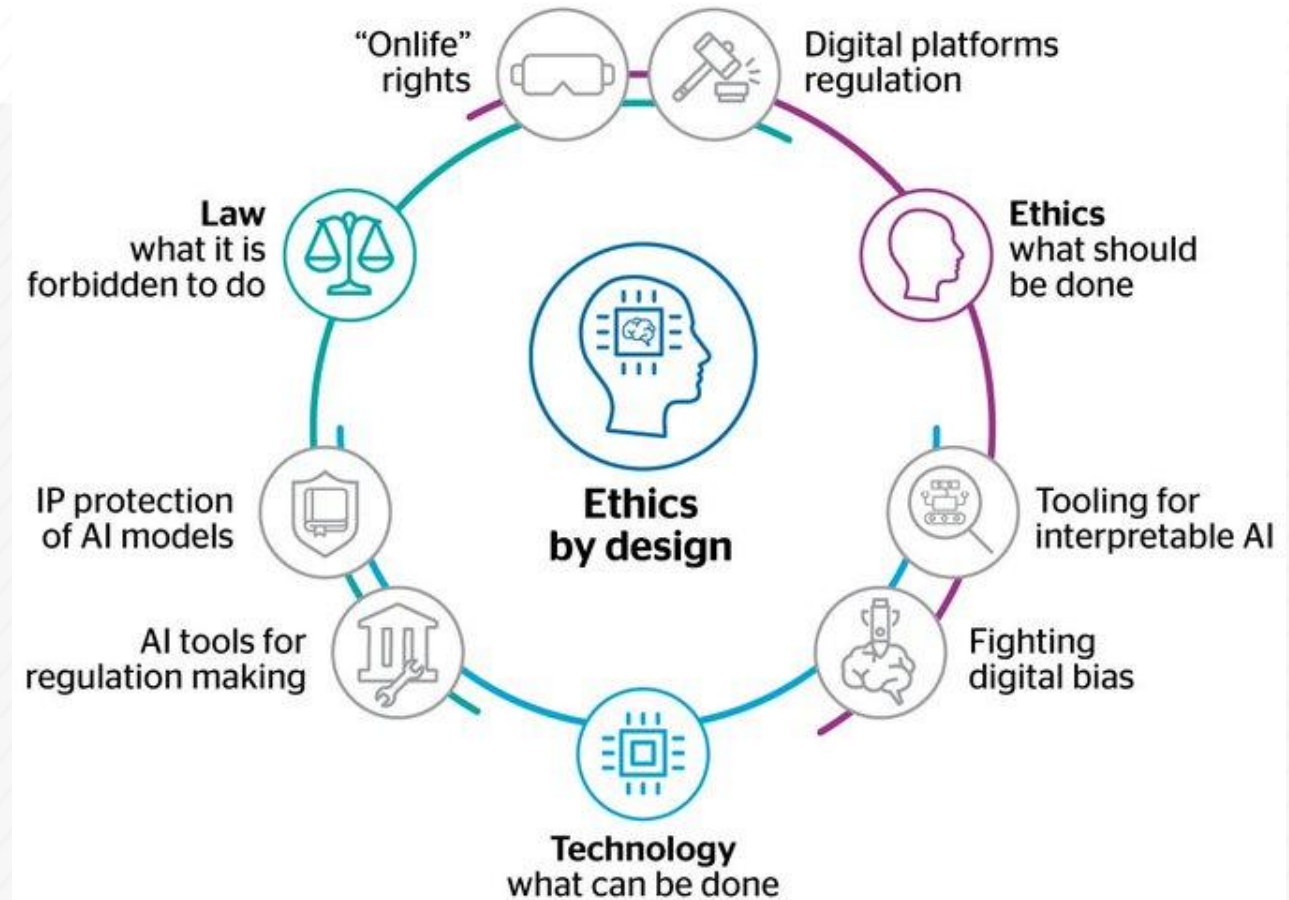 “Onlife”
rights
Digital platforms
regulation
Law
what it is
forbidden to do
Ethics
what should
be done
Ethics
by design
IP protection
of AI models
Tooling for
interpretable AI
AI tools for
regulation making
Fighting
digital bias
Technology
what can be done